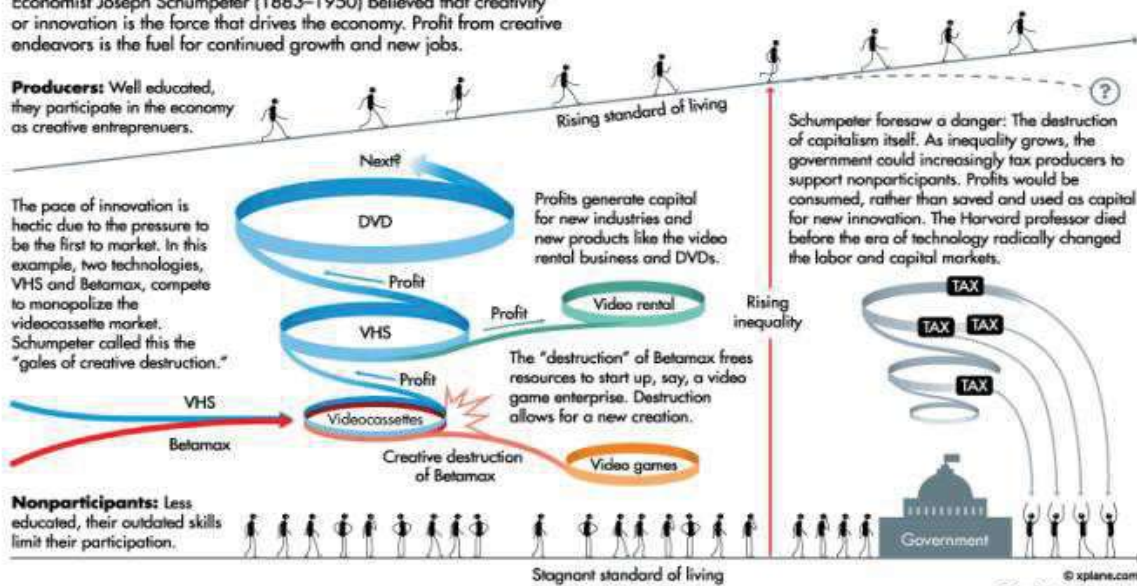 Economist Joseph Schumpeter (1883–1950) believed that creativity
or innovation is the force that drives the economy. Profit from creative
endeavors is the fuel for continued growth and new jobs.
Producers: Well educated,
they participate in the economy
as creative entreprenuers.
Rising standard of living
?
Schumpeter foresaw a danger: The destruction
of capitalism itself. As inequality grows, the
government could increasingly tax producers to
support nonparticipants. Profits would be
consumed, rather than saved and used as capital
for new innovation. The Harvard professor died
before the era of technology radically changed
the labor and capital markets.
The pace of innovation is
hectic due to the pressure to
be the first to market. In this
example, two technologies,
VHS and Betamax, compete
to monopolize the
videocassette market.
Schumpeter called this the
"gales of creative destruction."
Next?
DVD
Profit
VHS
Profit
Videocassettes
VHS
Betamax
Profits generate capital
for new industries and
new products like the video
rental business and DVDs.
Profit
Video rental
The "destruction" of Betamax frees
resources to start up, say, a video
game enterprise. Destruction
allows for a new creation.
Creative destruction
of Betamax
Video games
Rising
inequality
TAX
TAX
TAX
TAX
Government
Nonparticipants: Less
educated, their outdated skills
limit their participation.
Stagnant standard of living
© xplane.com